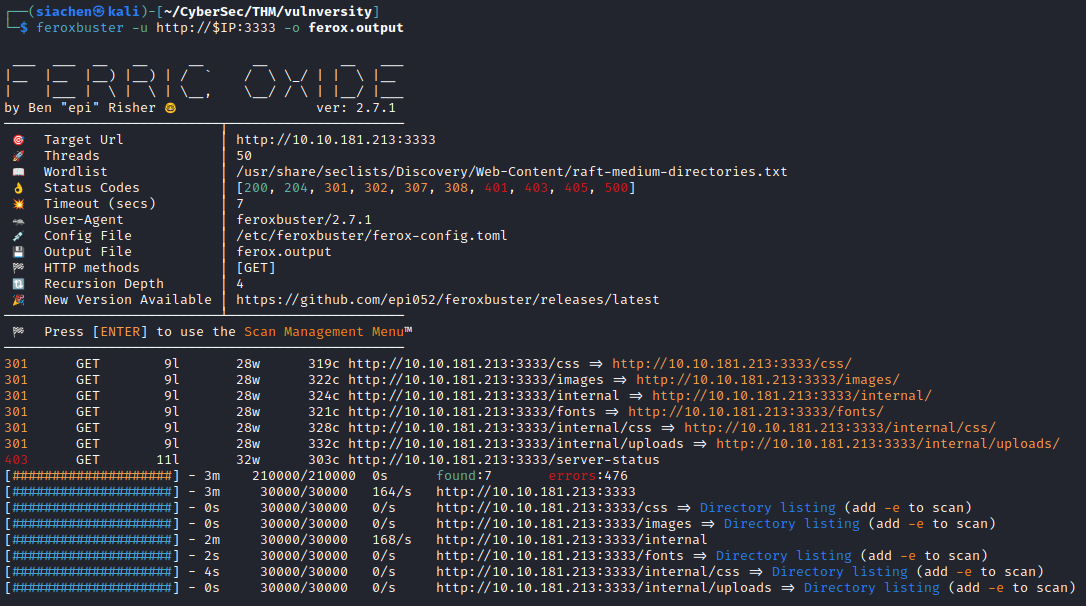 ┌──(siachen㉿kali)-[~/CyberSec/THM/vulnversity]
└─$ feroxbuster -u http://$IP:3333 -o ferox.output
FERRIC OXIDE
by Ben "epi" Risher 🤓 ver: 2.7.1
🎯 Target Url │ http://10.10.181.213:3333
🚀 Threads │ 50
📖 Wordlist │ /usr/share/seclists/Discovery/Web-Content/raft-medium-directories.txt
👌 Status Codes │ [200, 204, 301, 302, 307, 308, 401, 403, 405, 500]
💥 Timeout (secs) │ 7
🦡 User-Agent │ feroxbuster/2.7.1
💉 Config File │ /etc/feroxbuster/ferox-config.toml
💾 Output File │ ferox.output
🏁 HTTP methods │ [GET]
🔃 Recursion Depth │ 4
🎉 New Version Available │ https://github.com/epi052/feroxbuster/releases/latest
🏁 Press [ENTER] to use the Scan Management Menu™
301 GET 9l 28w 319c http://10.10.181.213:3333/css => http://10.10.181.213:3333/css/
301 GET 9l 28w 322c http://10.10.181.213:3333/images => http://10.10.181.213:3333/images/
301 GET 9l 28w 324c http://10.10.181.213:3333/internal => http://10.10.181.213:3333/internal/
301 GET 9l 28w 321c http://10.10.181.213:3333/fonts => http://10.10.181.213:3333/fonts/
301 GET 9l 28w 328c http://10.10.181.213:3333/internal/css => http://10.10.181.213:3333/internal/css/
301 GET 9l 28w 332c http://10.10.181.213:3333/internal/uploads => http://10.10.181.213:3333/internal/uploads/
403 GET 11l 32w 303c http://10.10.181.213:3333/server-status
[####################] - 3m 210000/210000 0s found:7 errors:476
[####################] - 3m 30000/30000 164/s http://10.10.181.213:3333
[####################] - 0s 30000/30000 0/s http://10.10.181.213:3333/css => Directory listing (add -e to scan)
[####################] - 0s 30000/30000 0/s http://10.10.181.213:3333/images => Directory listing (add -e to scan)
[####################] - 2m 30000/30000 168/s http://10.10.181.213:3333/internal
[####################] - 2s 30000/30000 0/s http://10.10.181.213:3333/fonts => Directory listing (add -e to scan)
[####################] - 4s 30000/30000 0/s http://10.10.181.213:3333/internal/css => Directory listing (add -e to scan)
[####################] - 0s 30000/30000 0/s http://10.10.181.213:3333/internal/uploads => Directory listing (add -e to scan)